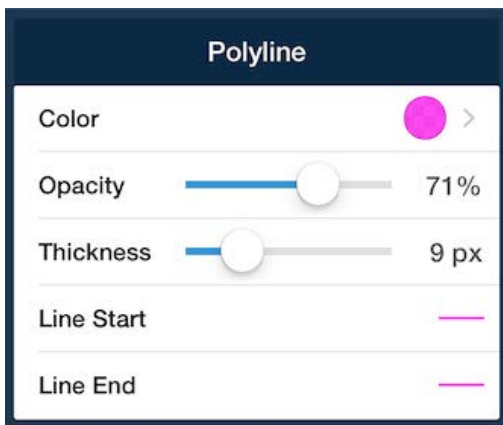 Polyline
Color
Opacity 71%
Thickness 9 px
Line Start
Line End